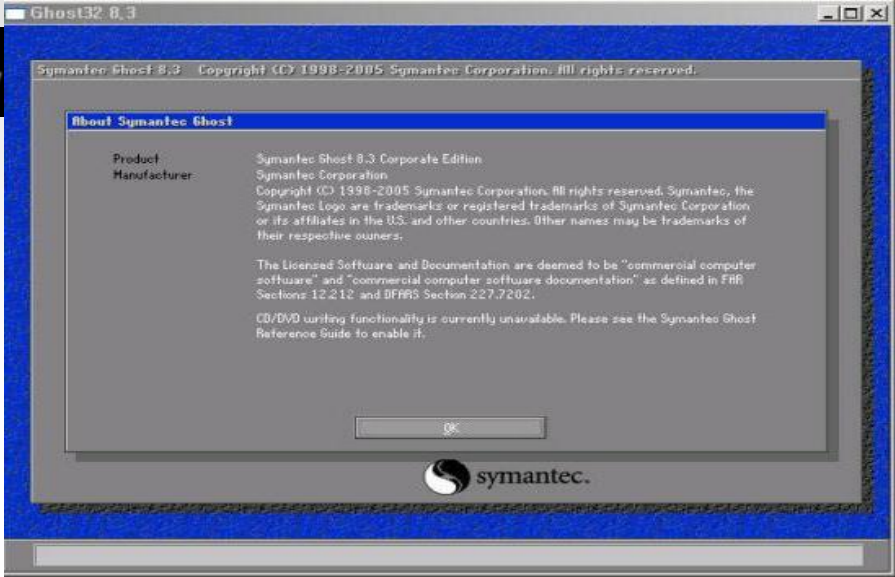 Ghost32 8.3
Symantec Ghost 8.3 Copyright (C) 1998-2005 Symantec Corporation. All rights reserved.
About Symantec Ghost
Product Symantec Ghost 8.3 Corporate Edition
Manufacturer Symantec Corporation
Copyright (C) 1998-2005 Symantec Corporation. All rights reserved. Symantec, the
Symantec Logo are trademarks or registered trademarks of Symantec Corporation
or its affiliates in the U.S. and other countries. Other names may be trademarks of
their respective owners.
The Licensed Software and Documentation are deemed to be "commercial computer
software" and "commercial computer software documentation" as defined in FAR
Sections 12.212 and DFARS Section 227.7202.
CD/DVD writing functionality is currently unavailable. Please see the Symantec Ghost
Reference Guide to enable it.
OK
symantec.